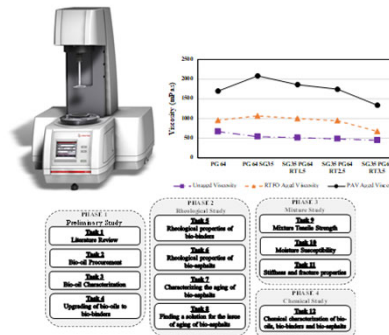 2500
2000
1500
1000
500
0
Viscosity (mPa.s)
PG 64
PG 64 SG35
SG35 PG64
RT1.5
SG35 PG64
RT2.5
SG35 PG64
RT3.5
Unaged Viscosity
RTFO Aged Viscosity
PAV Aged Viscosity
PHASE 1
Preliminary Study
Task 1
Literature Review
Task 2
Bio-oil Procurement
Task 3
Bio-oil Characterization
Task 4
Upgrading of bio-oils to
bio-binders
PHASE 2
Rheological Study
Task 5
Rheological properties of
bio-binders
Task 6
Rheological properties of
bio-asphalts
Task 7
Characterizing the aging of
bio-asphalts
Task 8
Finding a solution for the issue
of aging of bio-asphalts
PHASE 3
Mixture Study
Task 9
Mixture Tensile Strength
Task 10
Moisture Susceptibility
Task 11
Stiffness and fracture properties
PHASE 4
Chemical Study
Task 12
Chemical characterization of bio-
oils, bio-binders and bio-asphalts